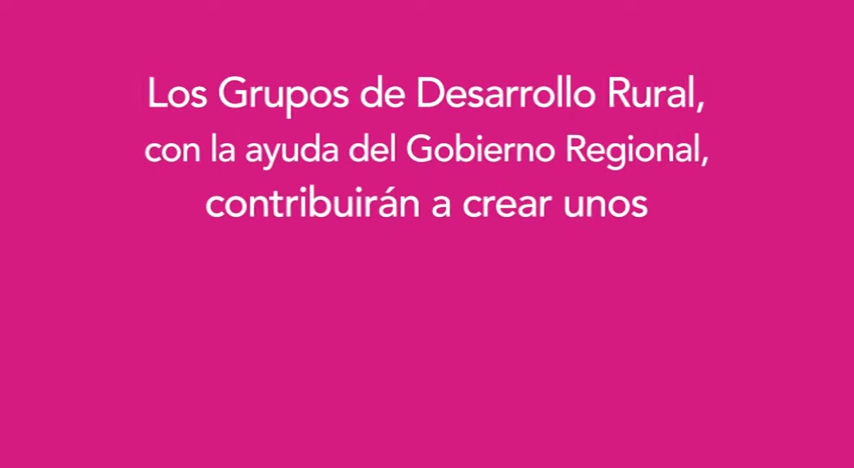 Los Grupos de Desarrollo Rural,
con la ayuda del Gobierno Regional,
contribuirán a crear unos